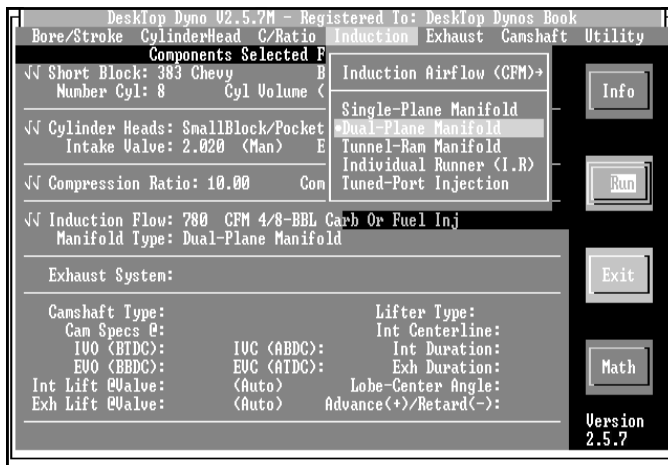 DeskTop Dyno V2.5.7M - Registered To: DeskTop Dynos Book
Bore/Stroke CylinderHead C/Ratio Induction Exhaust Camshaft Utility
Components Selected F
√√ Short Block: 383 Chevy B
Number Cyl: 8 Cyl Volume (
Induction Airflow (CFM)→
Single-Plane Manifold
•Dual-Plane Manifold
Tunnel-Ram Manifold
Individual Runner (I.R)
Tuned-Port Injection
√√ Cylinder Heads: SmallBlock/Pocket
Intake Valve: 2.020 (Man) E
√√ Compression Ratio: 10.00 Com
√√ Induction Flow: 780 CFM 4/8-BBL Carb Or Fuel Inj
Manifold Type: Dual-Plane Manifold
Exhaust System:
Camshaft Type: Lifter Type:
Cam Specs @: Int Centerline:
IVO (BTDC): IVC (ABDC): Int Duration:
EVO (BBDC): EVC (ATDC): Exh Duration:
Int Lift @Valve: (Auto) Lobe-Center Angle:
Exh Lift @Valve: (Auto) Advance(+)/Retard(-):
Info
Run
Exit
Math
Version
2.5.7